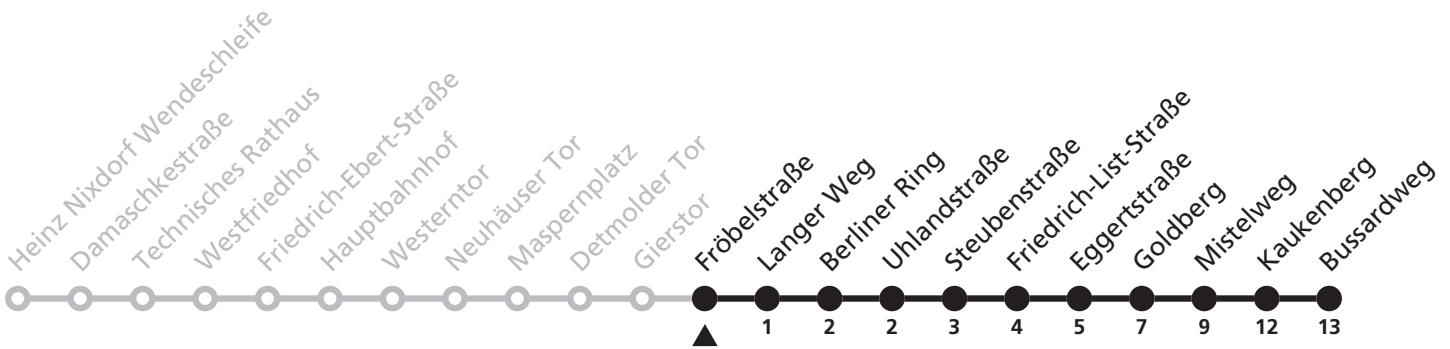 Heinz Nixdorf Wendeschleife
Damaschkestraße
Technisches Rathaus
Westfriedhof
Friedrich-Ebert-Straße
Hauptbahnhof
Westerntor
Neuhäuser Tor
Maspernplatz
Detmolder Tor
Gierstor
Fröbelstraße
Langer Weg
Berliner Ring
Uhlandstraße
Steubenstraße
Friedrich-List-Straße
Eggertstraße
Goldberg
Mistelweg
Kaukenberg
Bussardweg
1 2 2 3 4 5 7 9 12 13